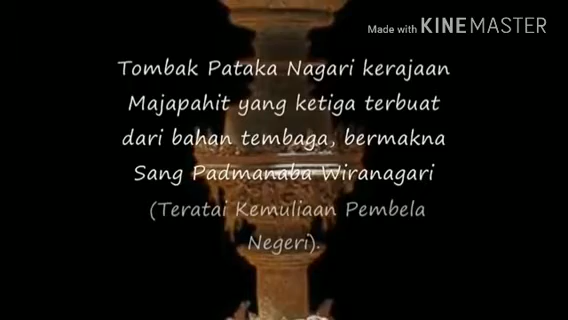 Made with KINEMASTER
Tombak Pataka Nagari kerajaan
Majapahit yang ketiga terbuat
dari bahan tembaga, bermakna
Sang Padmanaba Wiranagari
(Teratai Kemuliaan Pembela
Negeri).